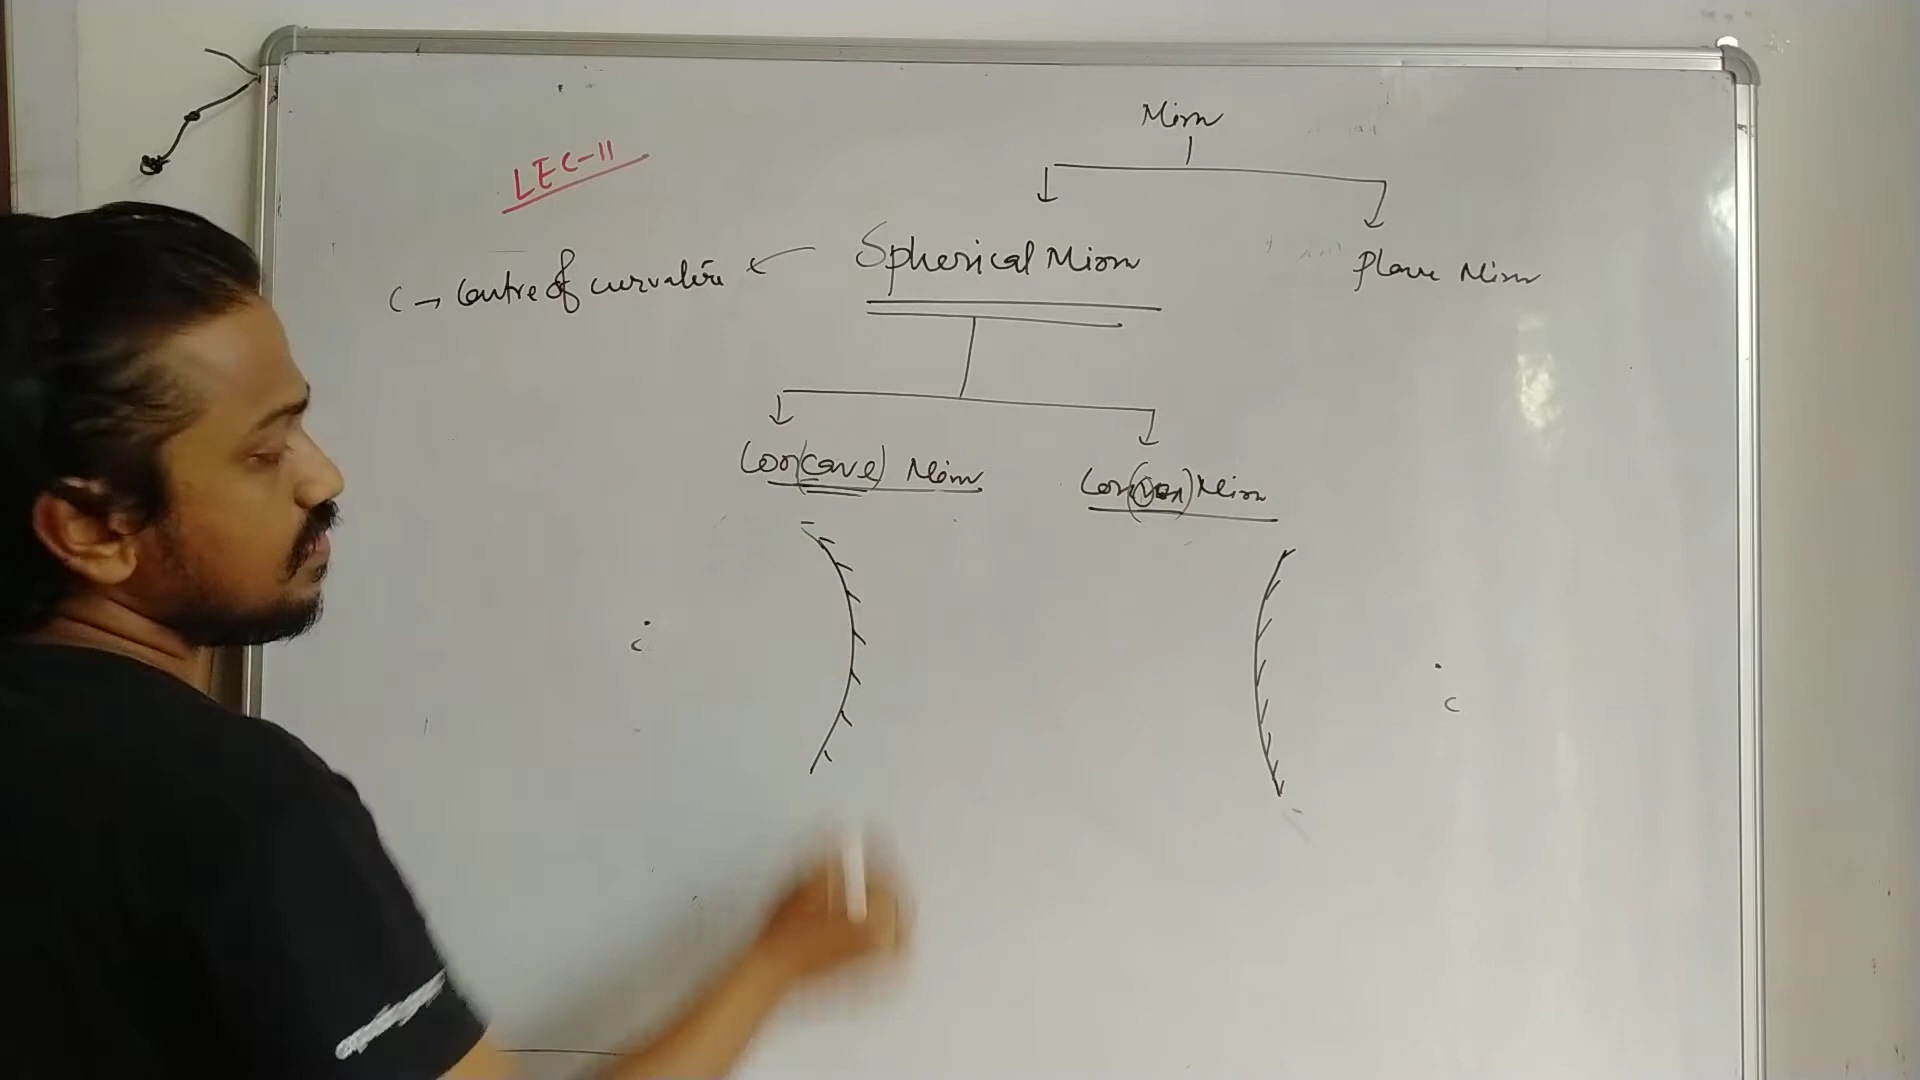 Mirror
LEC-11
C → Centre of curvature ← Spherical Mirror
Plane Mirror
Con(cave) Mirror
Con(vex) Mirror
C
C